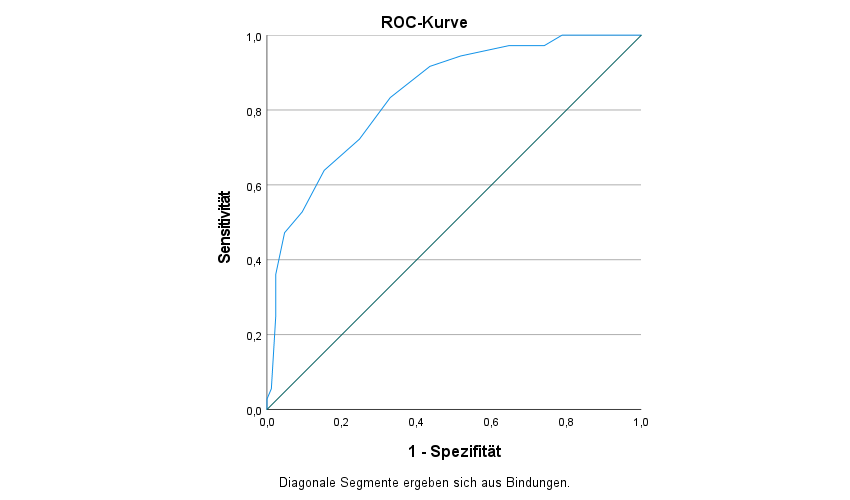 ROC-Kurve
1,0
0,8
0,6
0,4
0,2
0,0
Sensitivität
0,0 0,2 0,4 0,6 0,8 1,0
1 - Spezifität
Diagonale Segmente ergeben sich aus Bindungen.